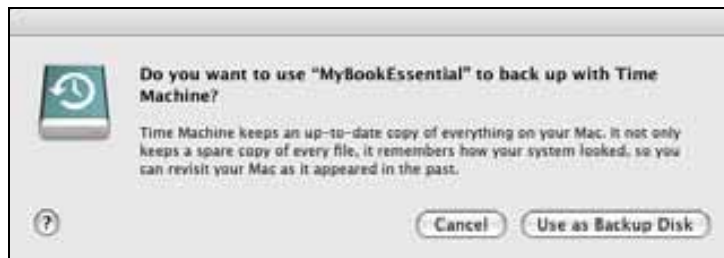 Do you want to use “MyBookEssential” to back up with Time
Machine?
Time Machine keeps an up-to-date copy of everything on your Mac. It not only
keeps a spare copy of every file, it remembers how your system looked, so you
can revisit your Mac as it appeared in the past.
?
Cancel
Use as Backup Disk